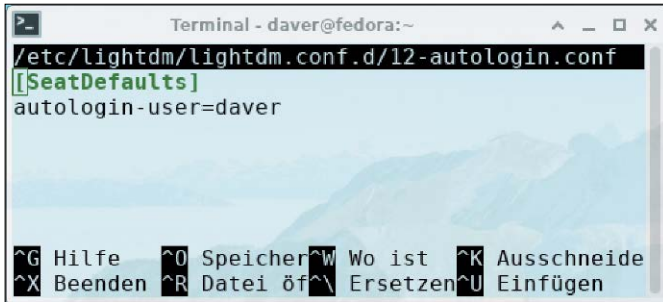 Terminal - daver@fedora:~
/etc/lightdm/lightdm.conf.d/12-autologin.conf
[SeatDefaults]
autologin-user=daver
^G Hilfe ^O Speicher^W Wo ist ^K Ausschneide
^X Beenden ^R Datei öf^\ Ersetzen^U Einfügen